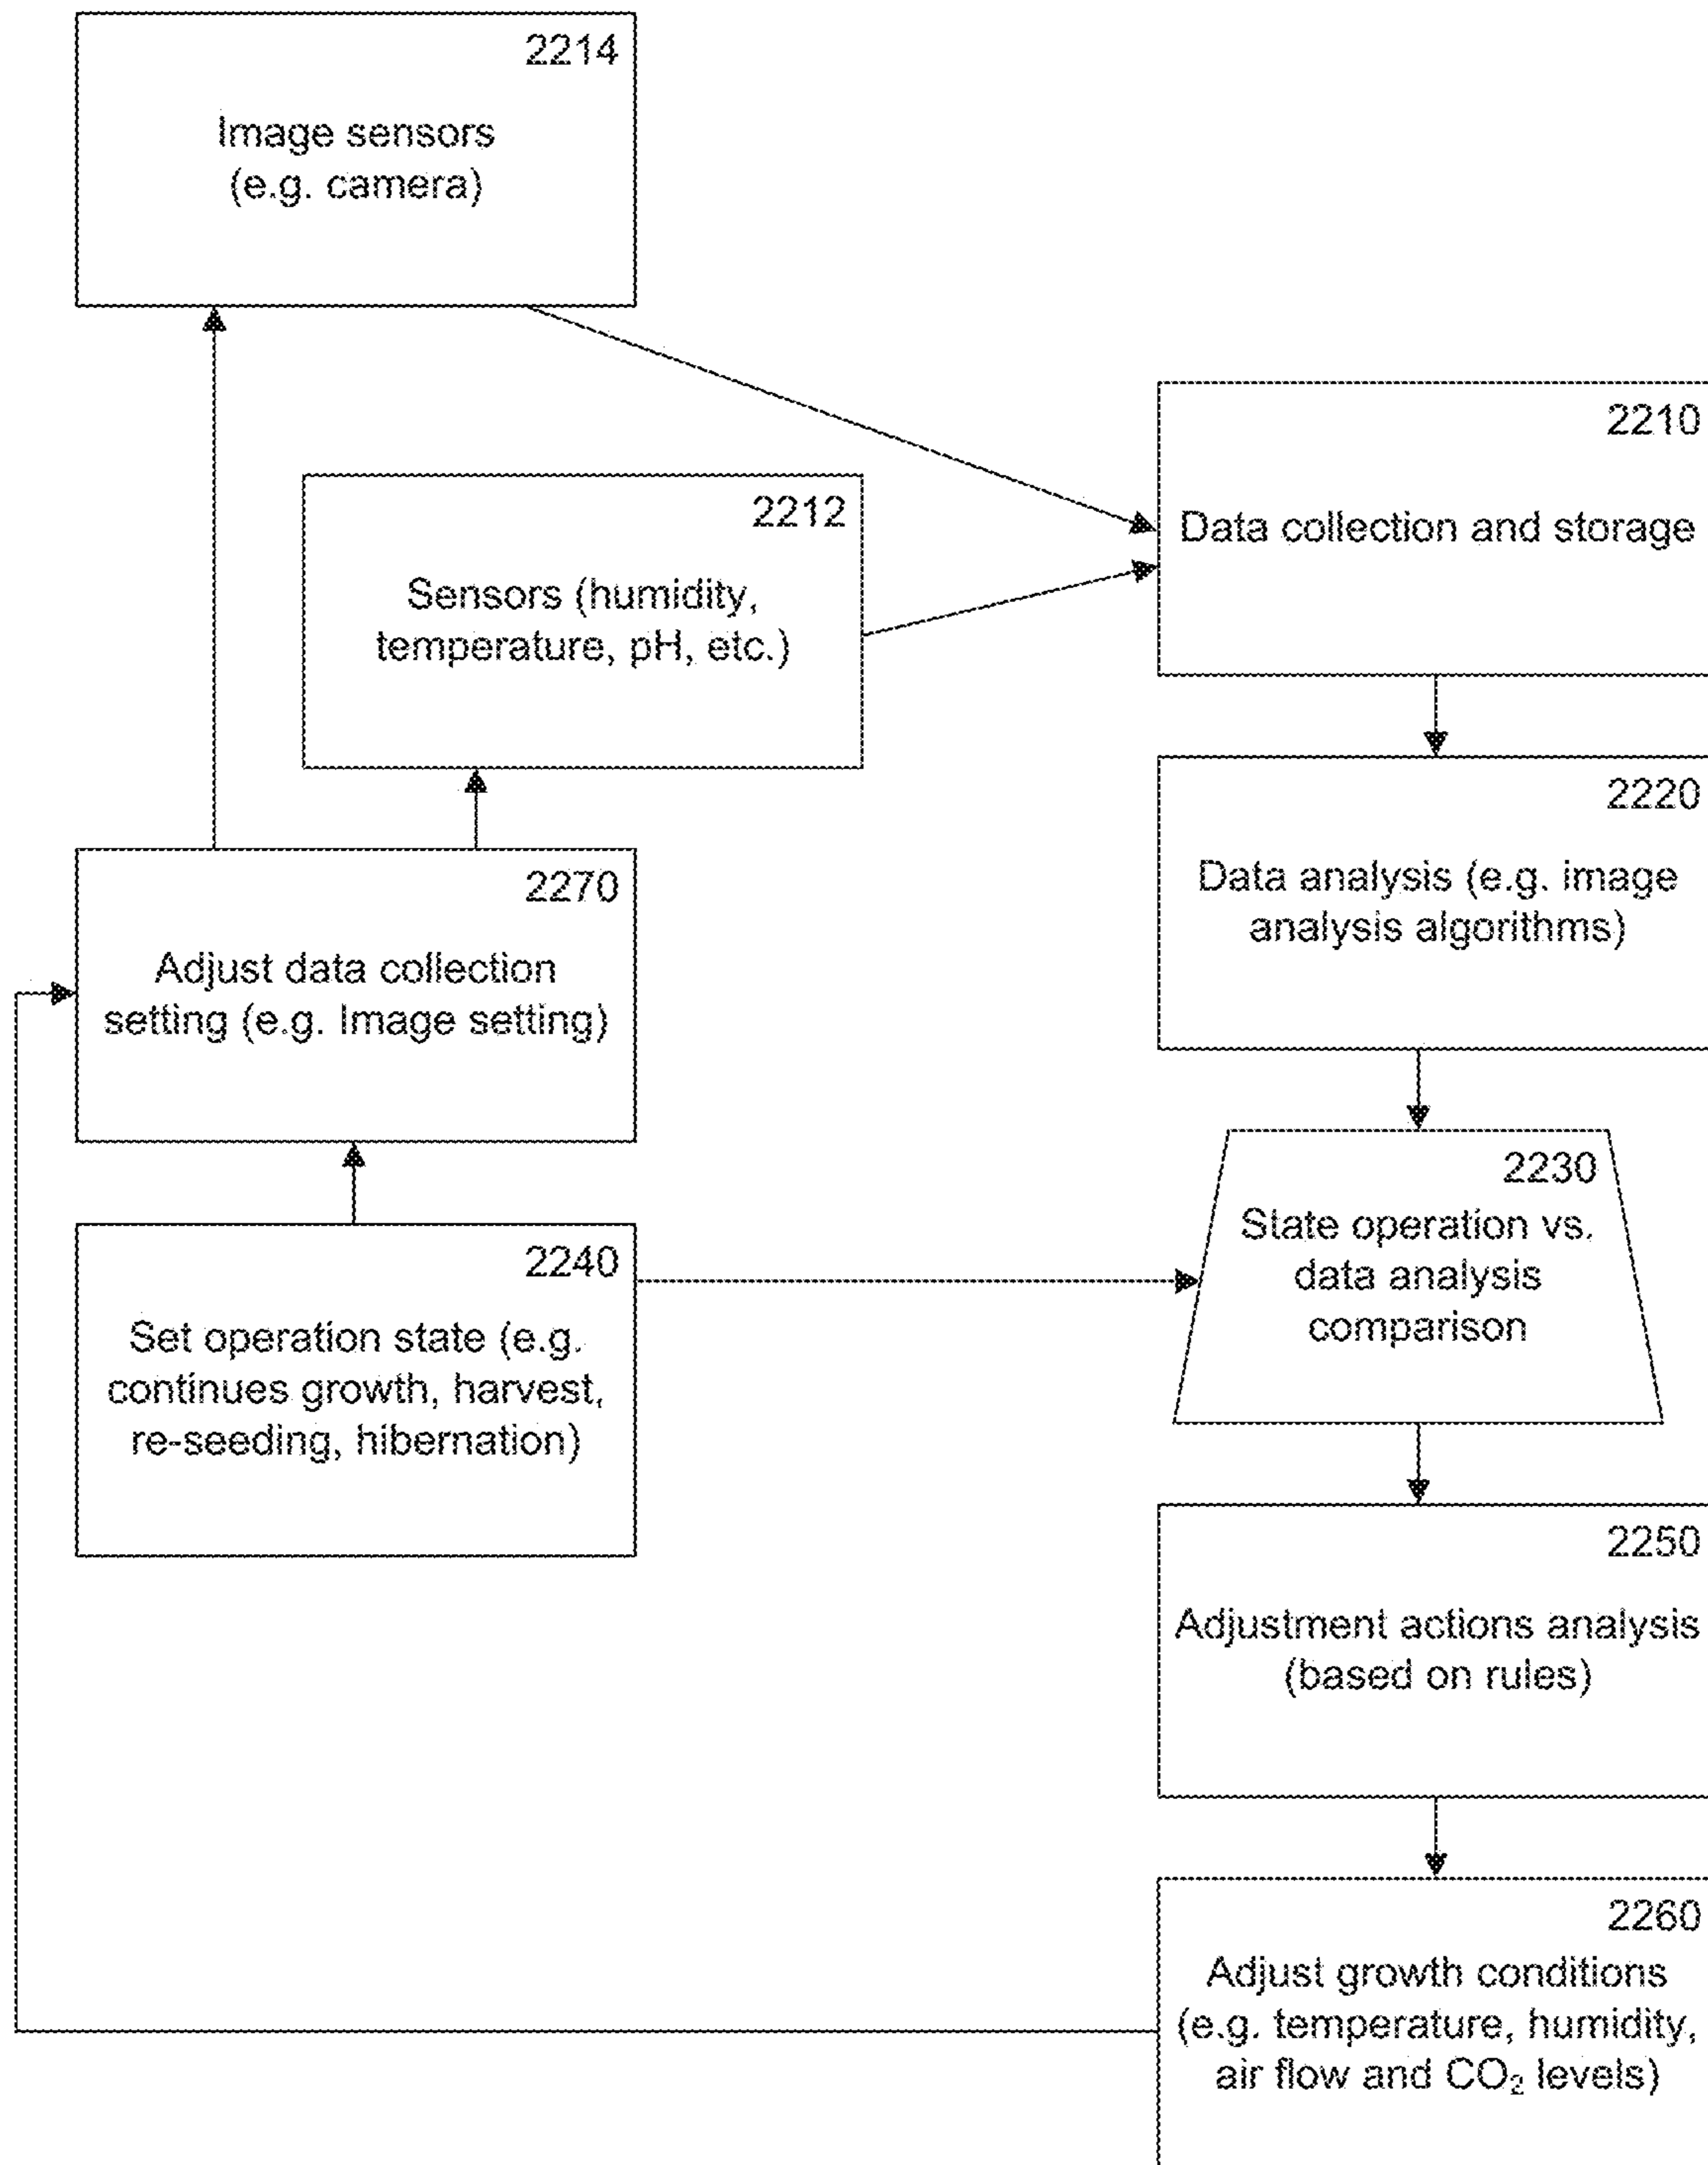 2214
Image sensors
(e.g. camera)
2210
Data collection and storage
2212
Sensors (humidity,
temperature, pH, etc.)
2220
Data analysis (e.g. image
analysis algorithms)
2270
Adjust data collection
setting (e.g. Image setting)
2230
State operation vs.
data analysis
comparison
2240
Set operation state (e.g.
continues growth, harvest,
re-seeding, hibernation)
2250
Adjustment actions analysis
(based on rules)
2260
Adjust growth conditions
(e.g. temperature, humidity,
air flow and CO₂ levels)